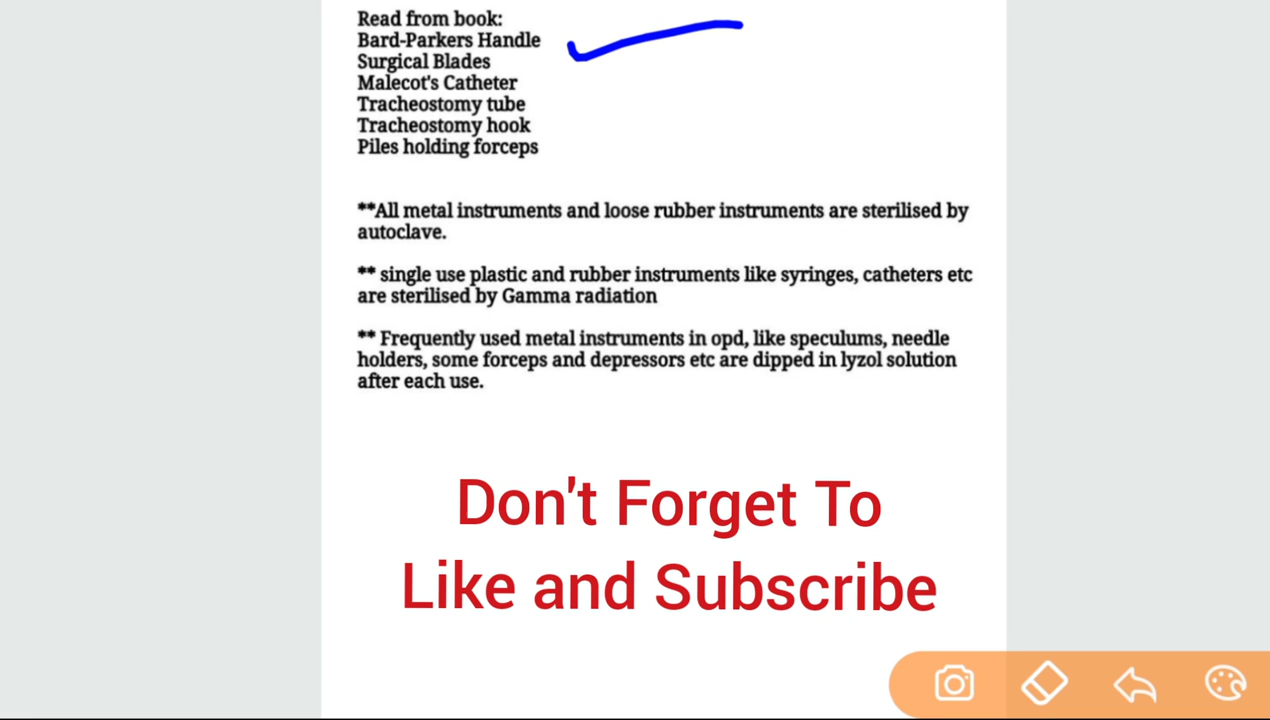 Read from book:
Bard-Parkers Handle
Surgical Blades
Malecot's Catheter
Tracheostomy tube
Tracheostomy hook
Piles holding forceps
**All metal instruments and loose rubber instruments are sterilised by
autoclave.
** single use plastic and rubber instruments like syringes, catheters etc
are sterilised by Gamma radiation
** Frequently used metal instruments in opd, like speculums, needle
holders, some forceps and depressors etc are dipped in lyzol solution
after each use.
Don't Forget To
Like and Subscribe